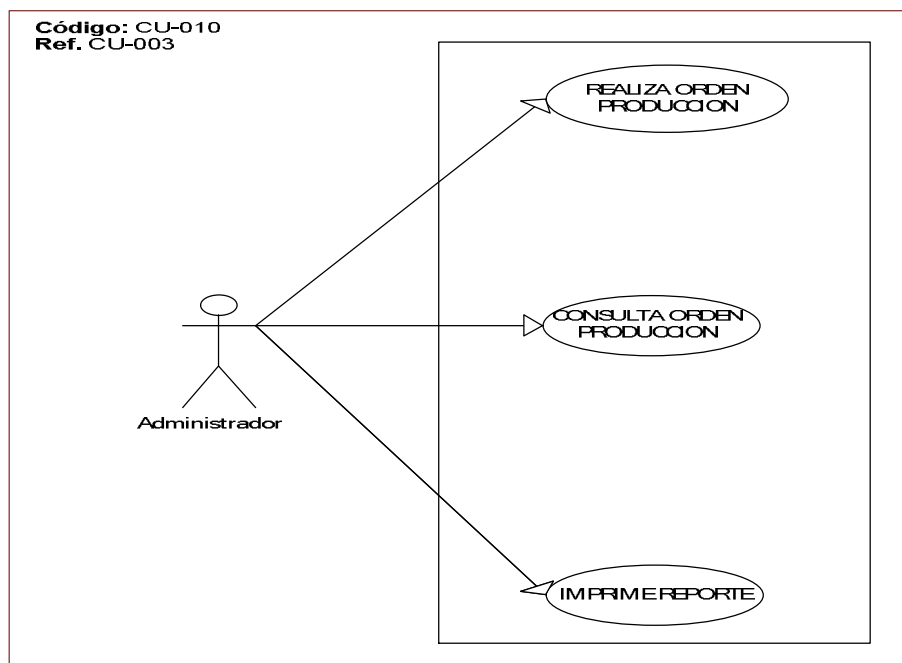 Código: CU-010
Ref. CU-003
REALIZA ORDEN
PRODUCCION
CONSULTA ORDEN
PRODUCCION
Administrador
IMPRIME REPORTE